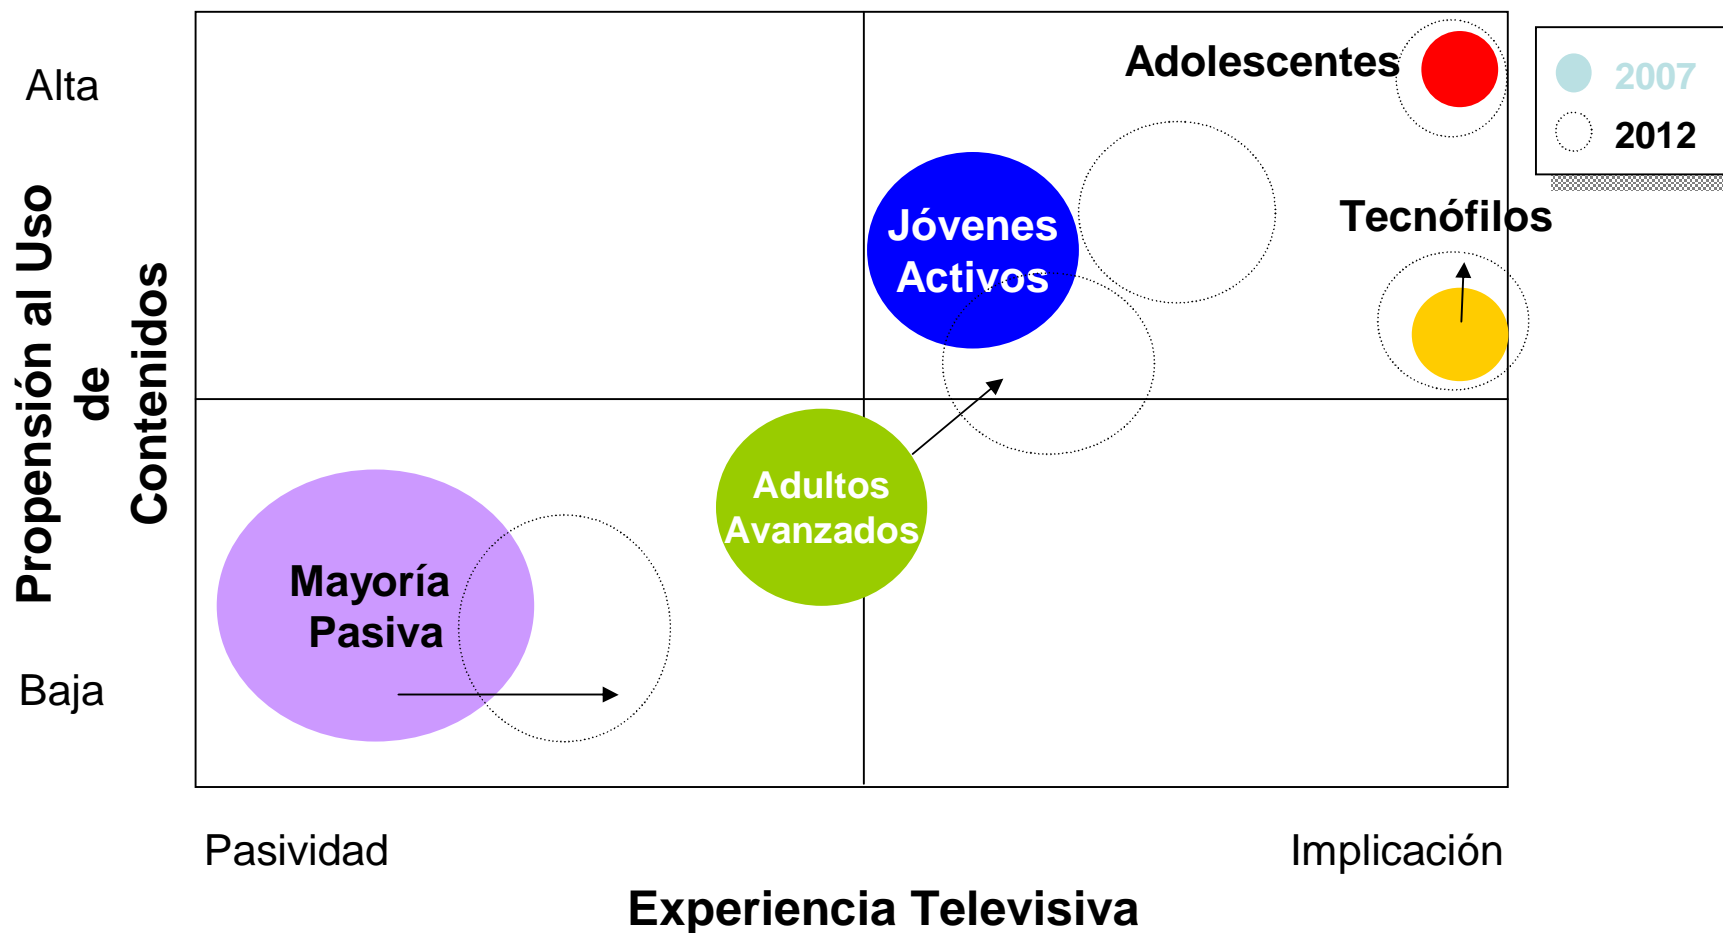 Adolescentes
2007
2012
Alta
Jóvenes
Activos
Tecnófilos
Propensión al Uso
de
Contenidos
Adultos
Avanzados
Mayoría
Pasiva
Baja
Pasividad
Implicación
Experiencia Televisiva